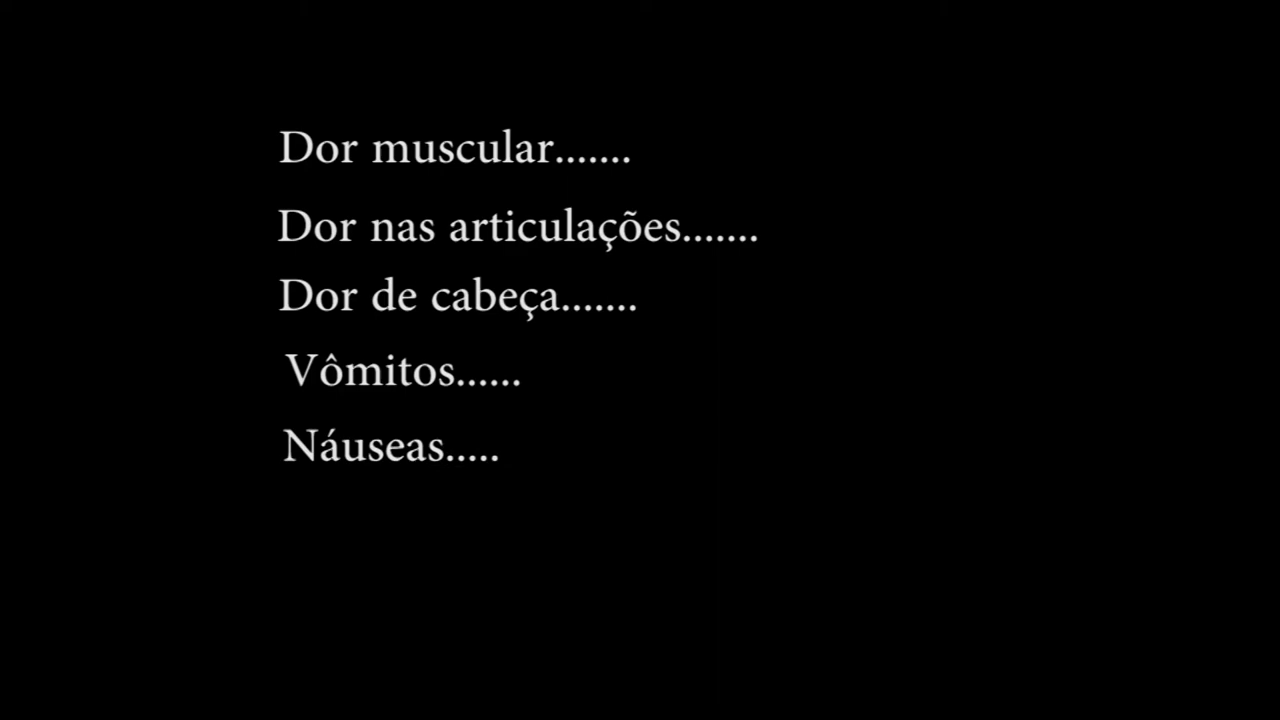 Dor muscular.......
Dor nas articulações.......
Dor de cabeça.......
Vômitos......
Náuseas.....